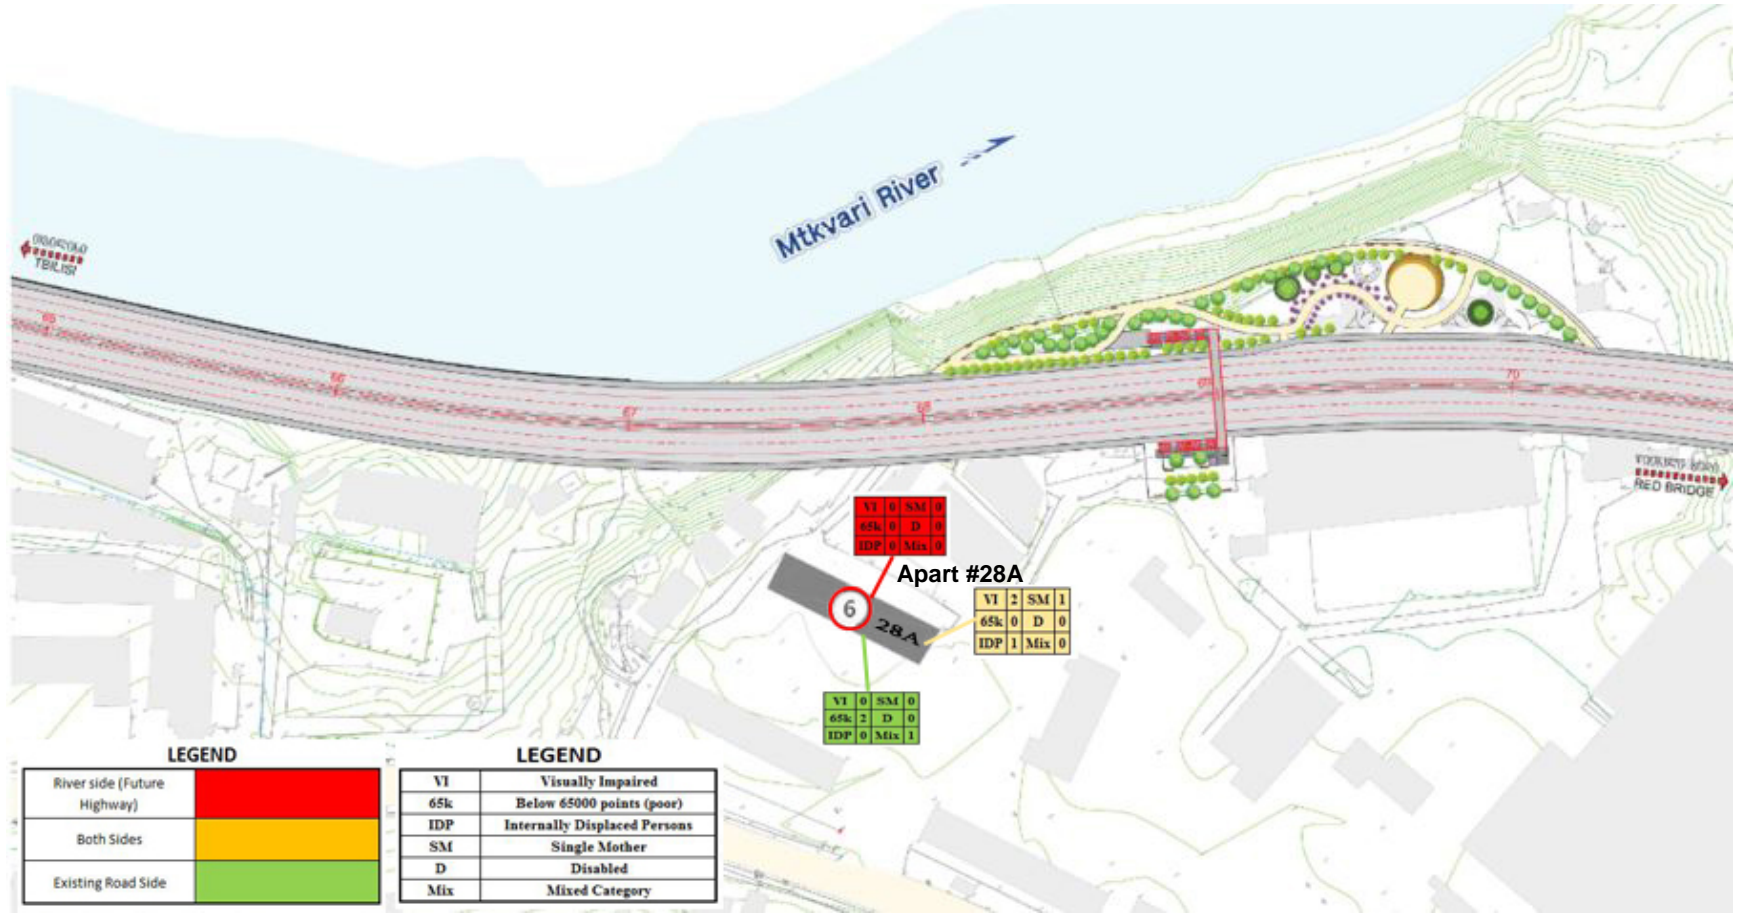 Mtkvari River
TBILISI
65
66
67
68
69
70
RED BRIDGE
VI 0 SM 0
65k 0 D 0
IDP 0 Mix 0
Apart #28A
6
28A
VI 2 SM 1
65k 0 D 0
IDP 1 Mix 0
VI 0 SM 0
65k 2 D 0
IDP 0 Mix 1
LEGEND
River side (Future
Highway)
Both Sides
Existing Road Side
LEGEND
VI Visually Impaired
65k Below 65000 points (poor)
IDP Internally Displaced Persons
SM Single Mother
D Disabled
Mix Mixed Category